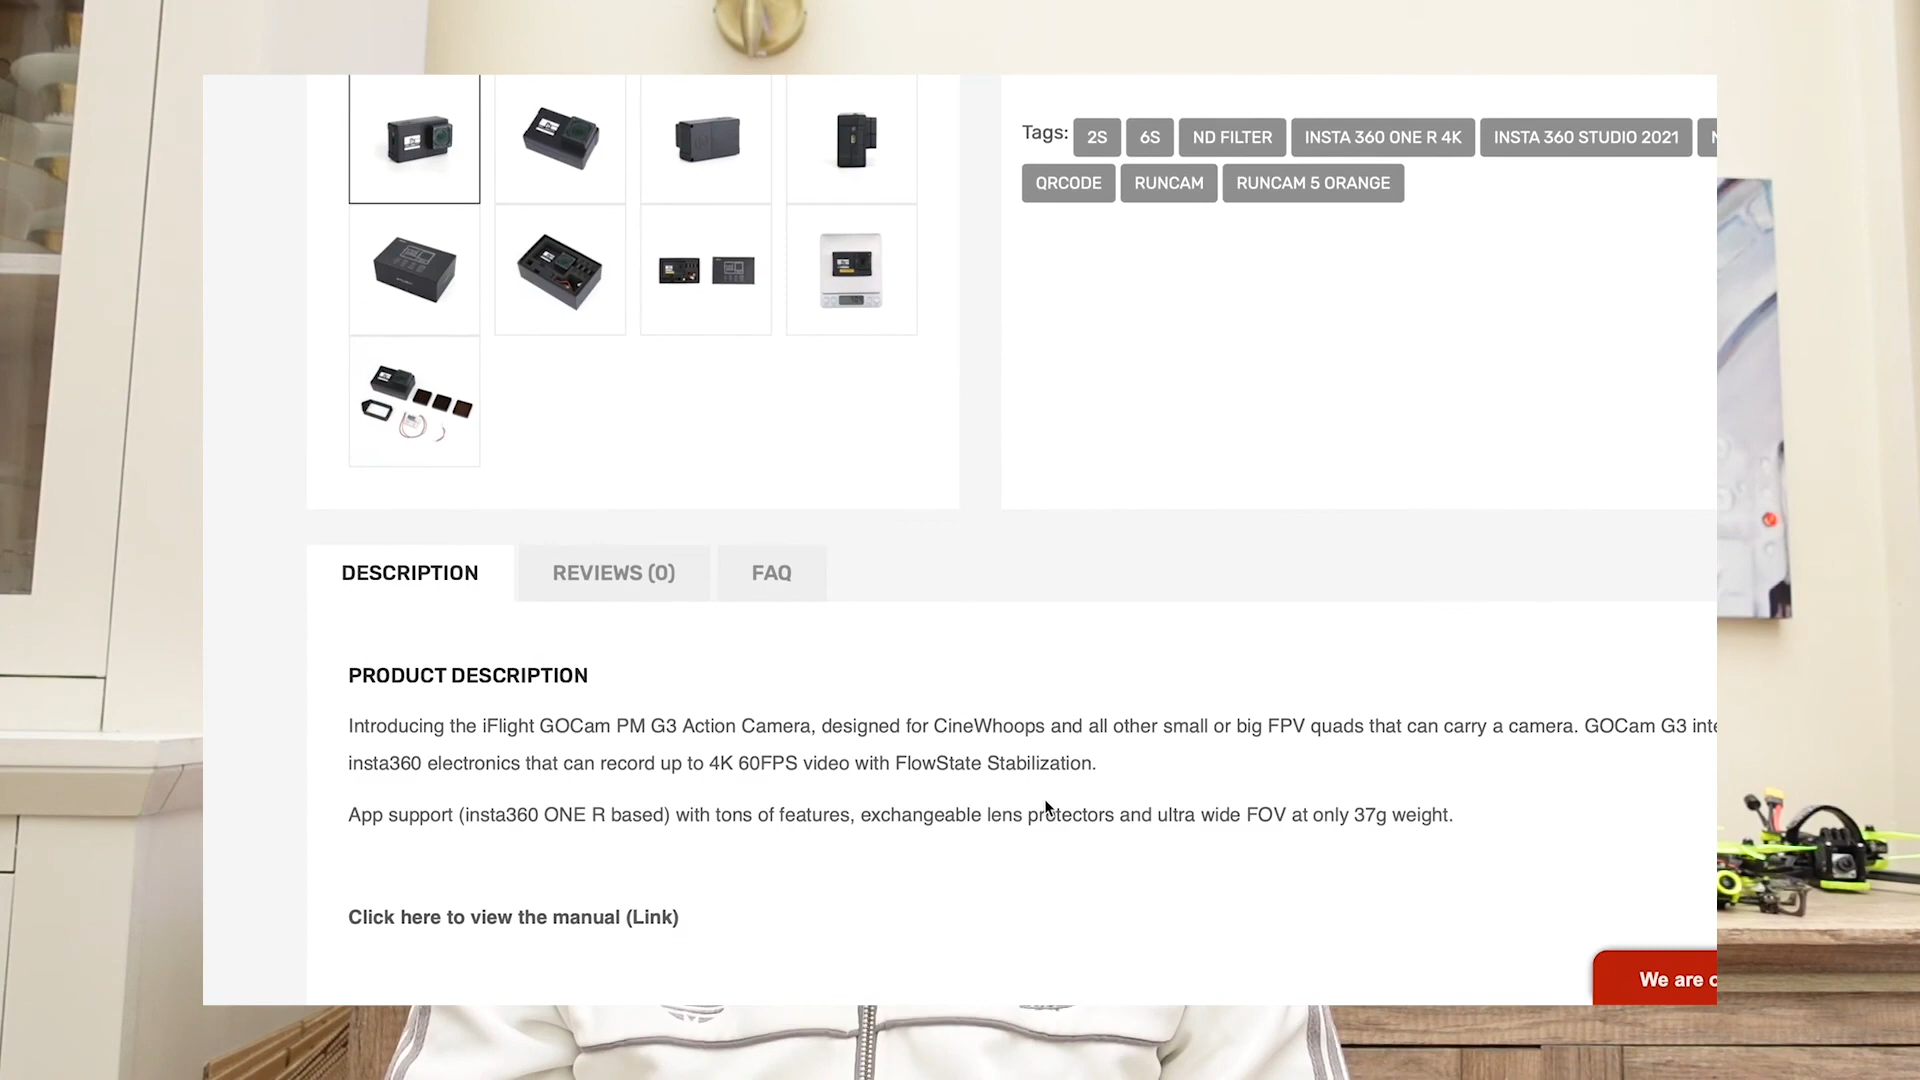 Tags: 2S 6S ND FILTER INSTA 360 ONE R 4K INSTA 360 STUDIO 2021
QRCODE RUNCAM RUNCAM 5 ORANGE
DESCRIPTION REVIEWS (0) FAQ
PRODUCT DESCRIPTION
Introducing the iFlight GOCam PM G3 Action Camera, designed for CineWhoops and all other small or big FPV quads that can carry a camera. GOCam G3
insta360 electronics that can record up to 4K 60FPS video with FlowState Stabilization.
App support (insta360 ONE R based) with tons of features, exchangeable lens protectors and ultra wide FOV at only 37g weight.
Click here to view the manual (Link)
We are